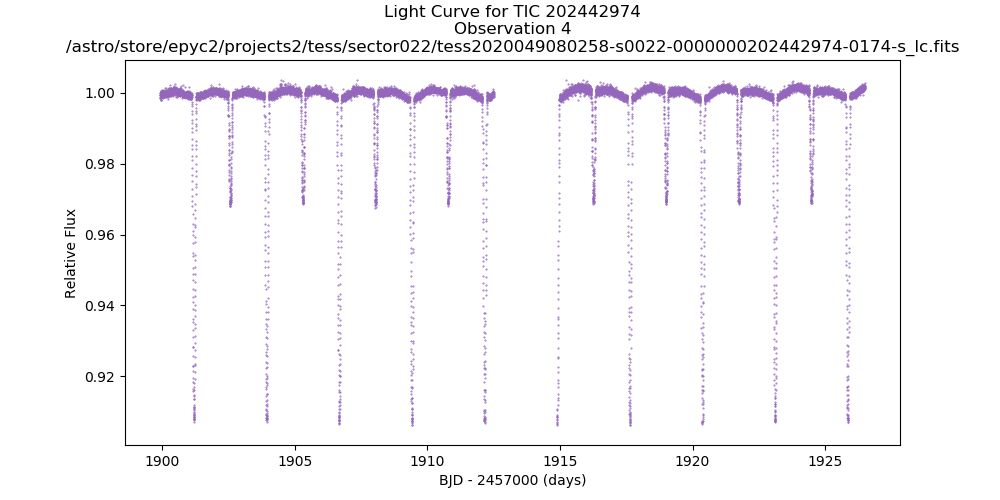 Light Curve for TIC 202442974
Observation 4
/astro/store/epyc2/projects2/tess/sector022/tess2020049080258-s0022-0000000202442974-0174-s_lc.fits
1.00
0.98
0.96
0.94
0.92
Relative Flux
1900
1905
1910
1915
1920
1925
BJD - 2457000 (days)